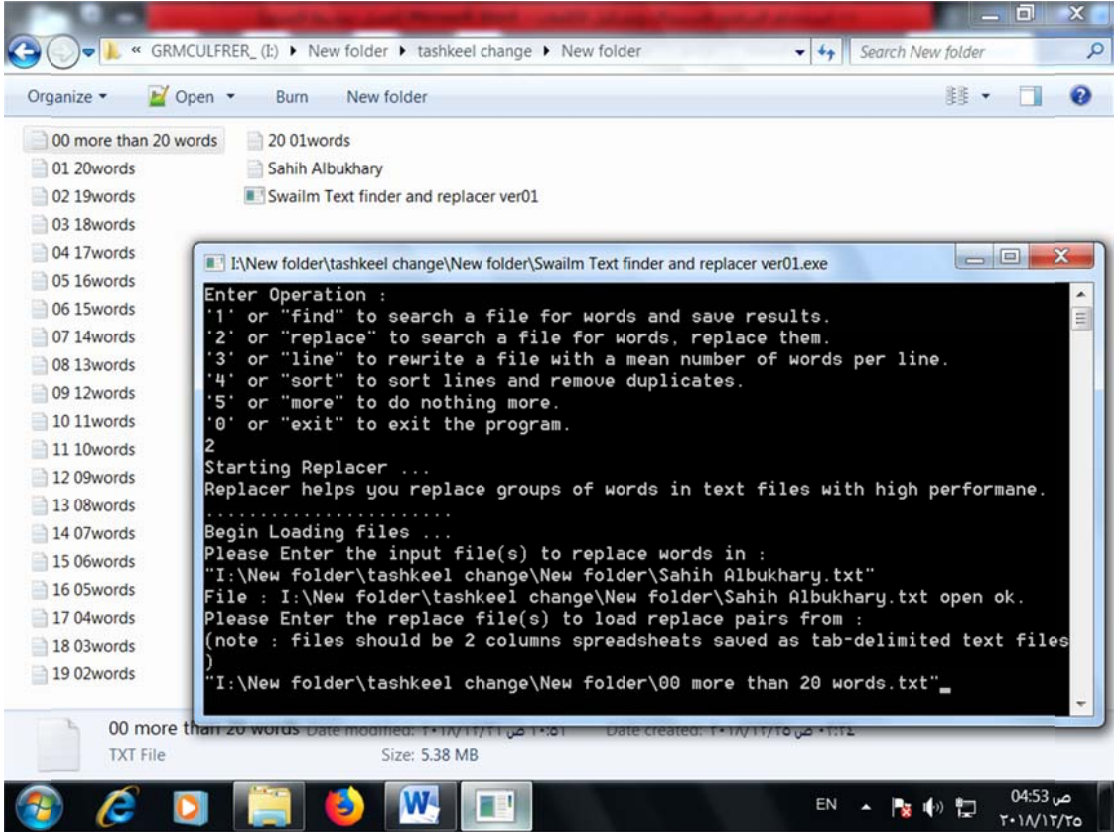 « GRMCULFRER_ (I:) ▸ New folder ▸ tashkeel change ▸ New folder
Search New folder
Organize ▾ Open ▾ Burn New folder
00 more than 20 words
01 20words
02 19words
03 18words
04 17words
05 16words
06 15words
07 14words
08 13words
09 12words
10 11words
11 10words
12 09words
13 08words
14 07words
15 06words
16 05words
17 04words
18 03words
19 02words
20 01words
Sahih Albukhary
Swailm Text finder and replacer ver01
I:\New folder\tashkeel change\New folder\Swailm Text finder and replacer ver01.exe
Enter Operation :
'1' or "find" to search a file for words and save results.
'2' or "replace" to search a file for words, replace them.
'3' or "line" to rewrite a file with a mean number of words per line.
'4' or "sort" to sort lines and remove duplicates.
'5' or "more" to do nothing more.
'0' or "exit" to exit the program.
2
Starting Replacer ...
Replacer helps you replace groups of words in text files with high performane.
.......................
Begin Loading files ...
Please Enter the input file(s) to replace words in :
"I:\New folder\tashkeel change\New folder\Sahih Albukhary.txt"
File : I:\New folder\tashkeel change\New folder\Sahih Albukhary.txt open ok.
Please Enter the replace file(s) to load replace pairs from :
(note : files should be 2 columns spreadsheets saved as tab-delimited text files
)
"I:\New folder\tashkeel change\New folder\00 more than 20 words.txt"_
00 more than 20 words Date modified: Date created:
TXT File Size: 5.38 MB
EN 04:53 ص
٢٠١٨/١٢/٢٥